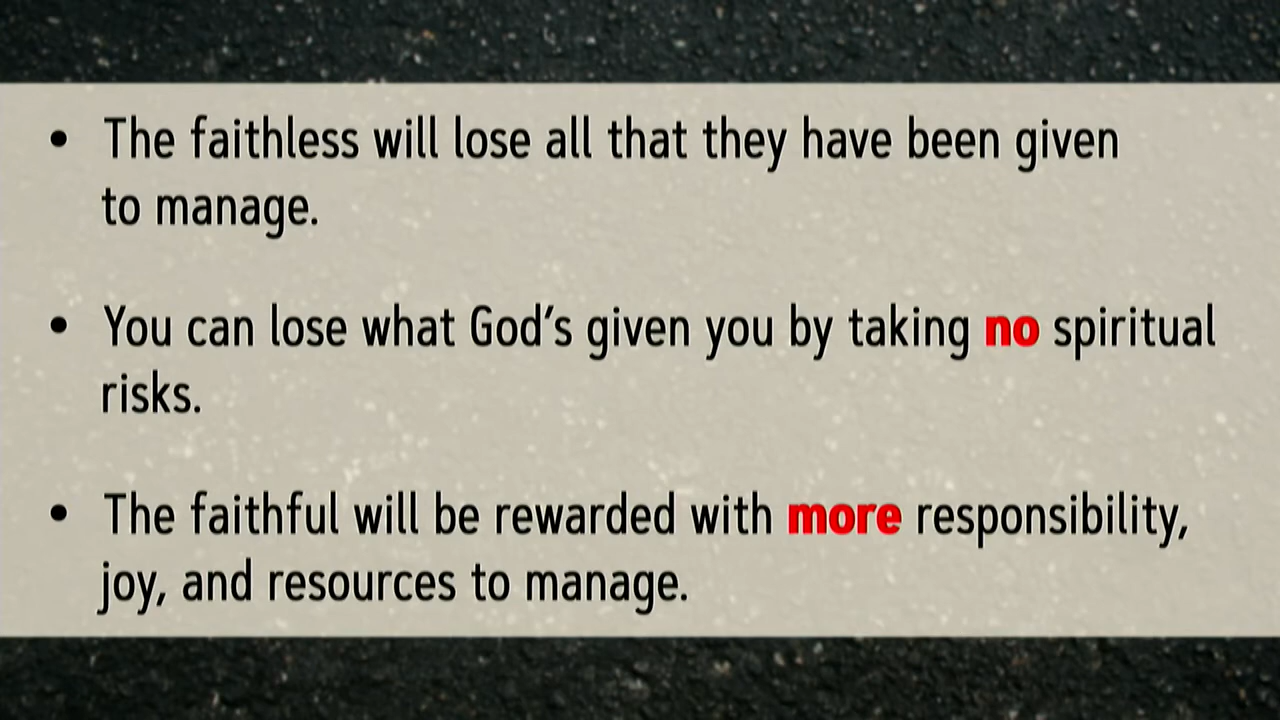 • The faithless will lose all that they have been given
to manage.
• You can lose what God’s given you by taking no spiritual
risks.
• The faithful will be rewarded with more responsibility,
joy, and resources to manage.